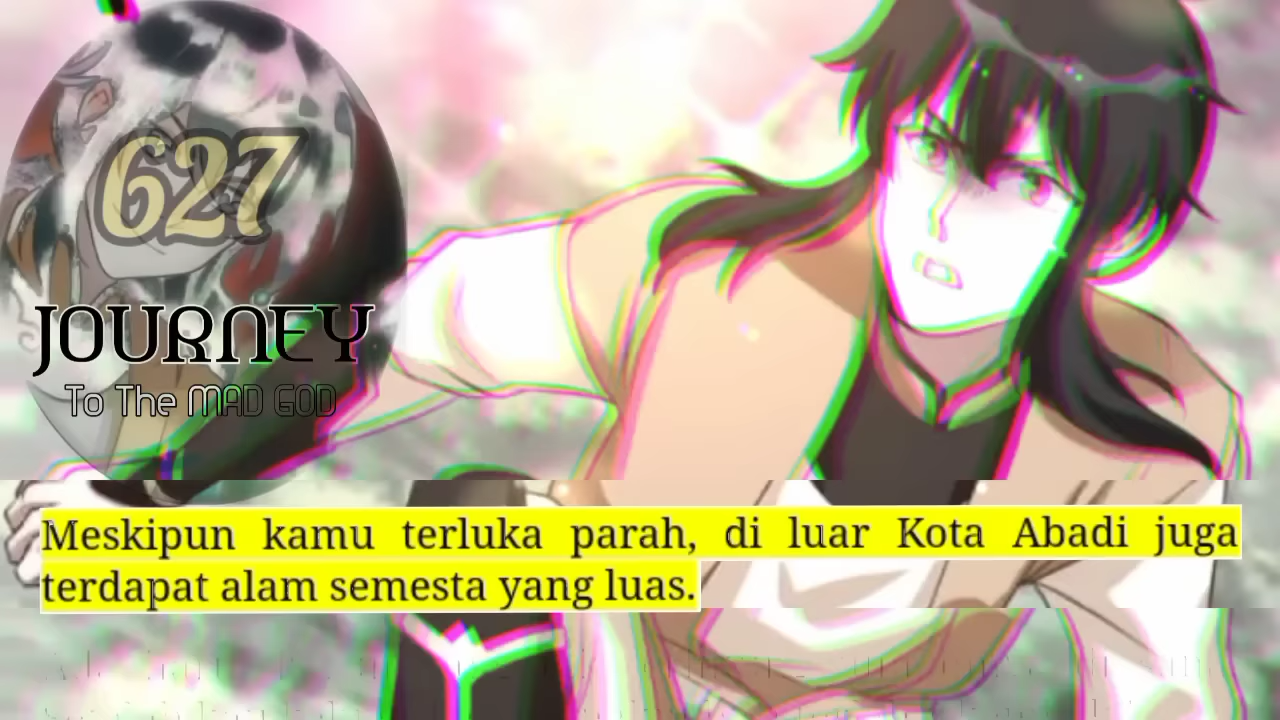 627
JOURNEY
To The MAD GOD
Meskipun kamu terluka parah, di luar Kota Abadi juga
terdapat alam semesta yang luas.